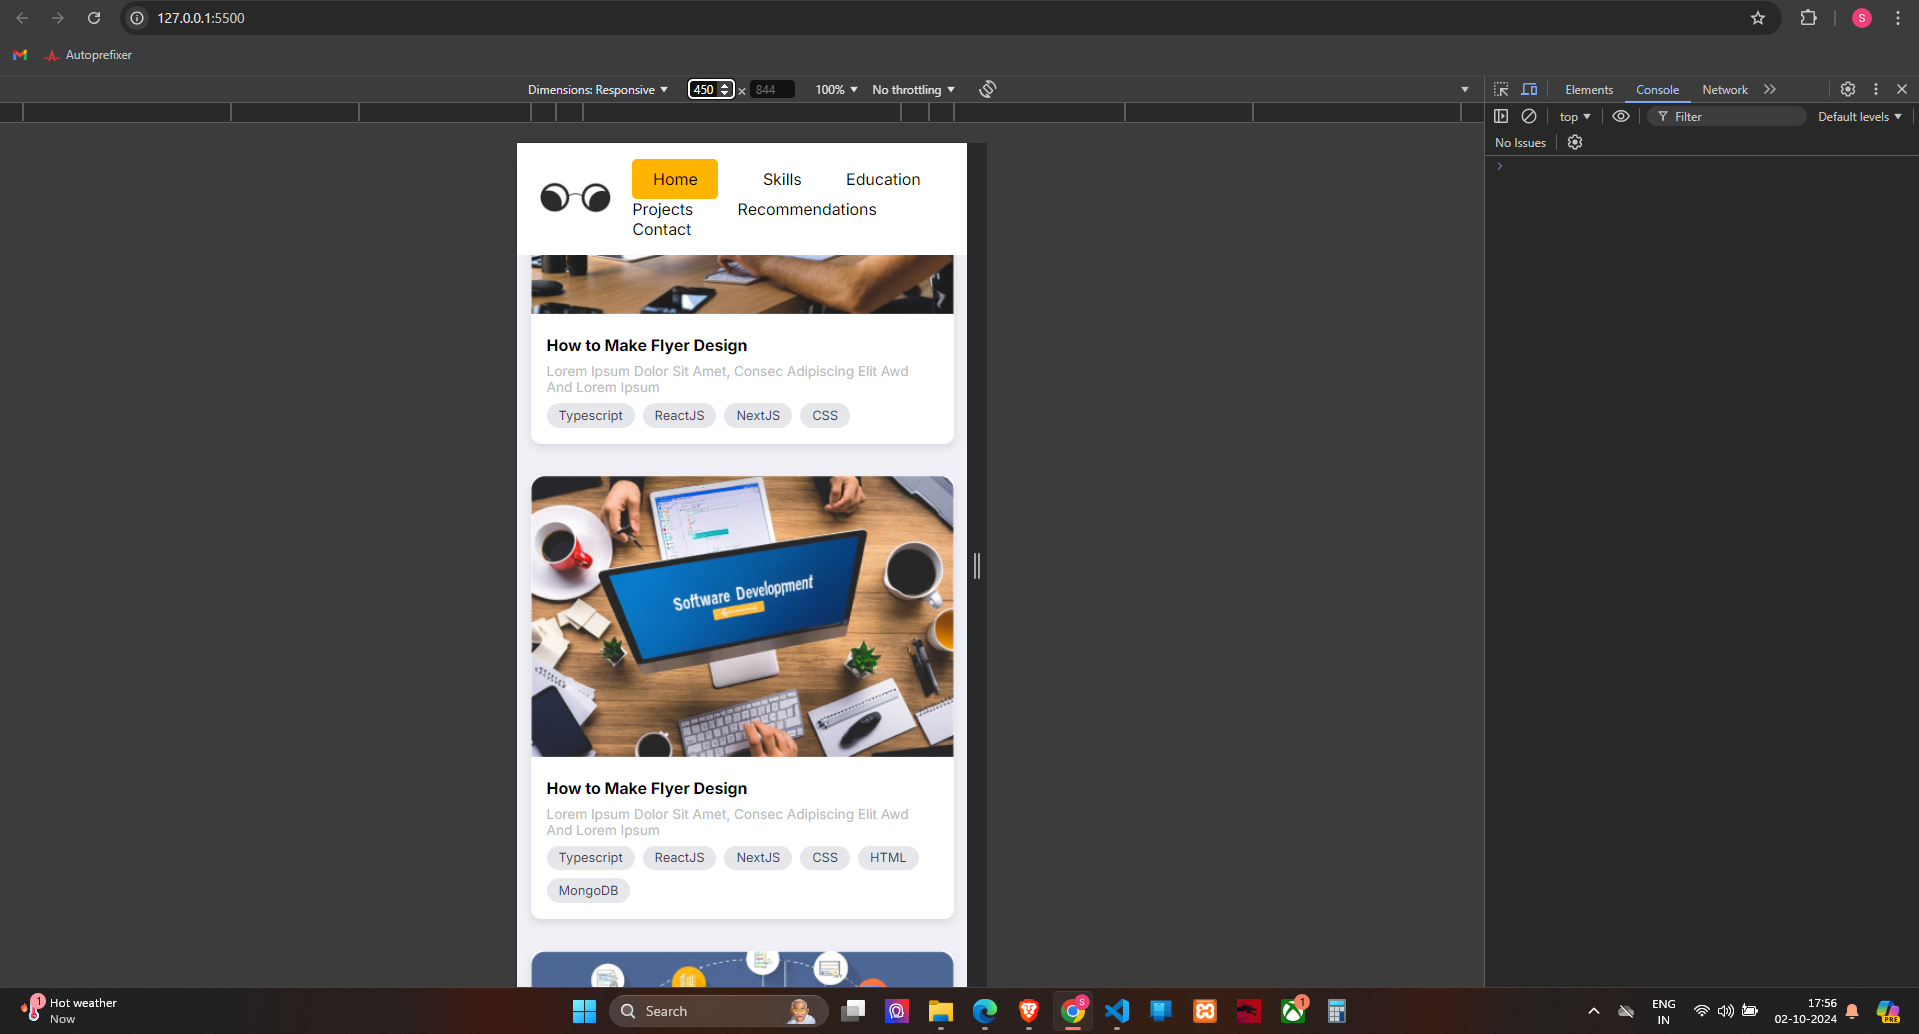 127.0.0.1:5500
Autoprefixer
Dimensions: Responsive 450 × 844 100% No throttling
Elements Console Network
top Filter Default levels
No Issues
Home Skills Education
Projects Recommendations
Contact
How to Make Flyer Design
Lorem Ipsum Dolor Sit Amet, Consec Adipiscing Elit Awd
And Lorem Ipsum
Typescript ReactJS NextJS CSS
Software Development
How to Make Flyer Design
Lorem Ipsum Dolor Sit Amet, Consec Adipiscing Elit Awd
And Lorem Ipsum
Typescript ReactJS NextJS CSS HTML
MongoDB
1 Hot weather
Now
Search
S
1
ENG
IN
17:56
02-10-2024
PRE
S